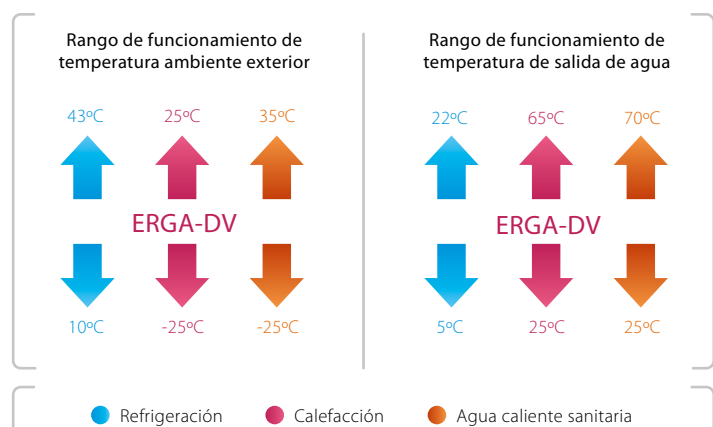 Rango de funcionamiento de
temperatura ambiente exterior
43ºC 25ºC 35ºC
ERGA-DV
10ºC -25ºC -25ºC
Rango de funcionamiento de
temperatura de salida de agua
22ºC 65ºC 70ºC
ERGA-DV
5ºC 25ºC 25ºC
Refrigeración Calefacción Agua caliente sanitaria